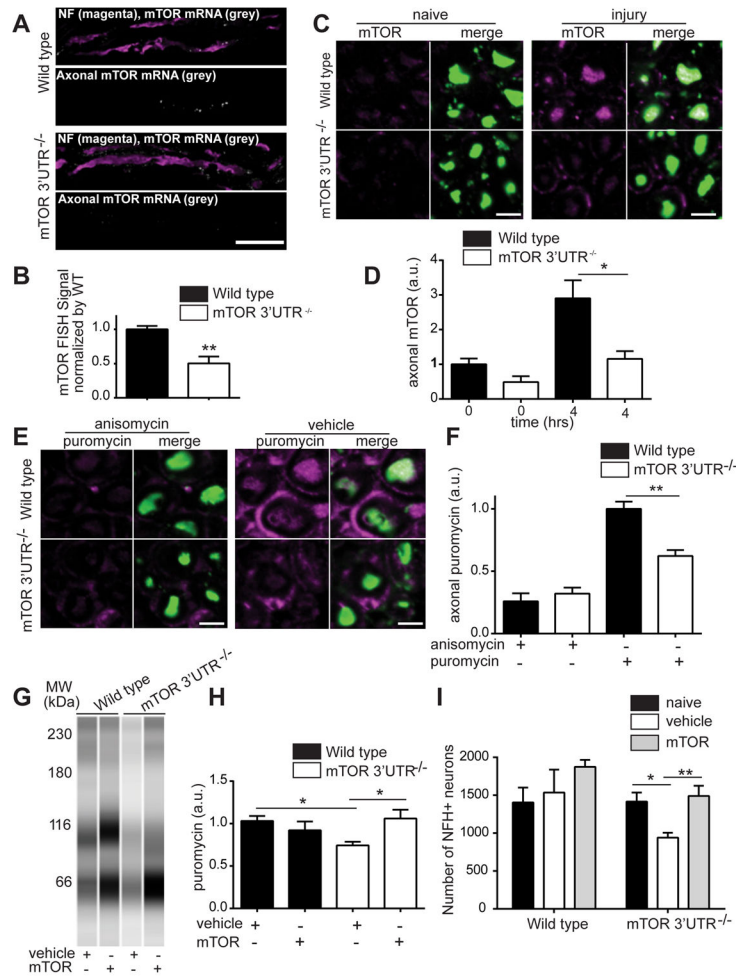 A
Wild type
NF (magenta), mTOR mRNA (grey)
Axonal mTOR mRNA (grey)
mTOR 3'UTR -/-
NF (magenta), mTOR mRNA (grey)
Axonal mTOR mRNA (grey)
C
naive
injury
mTOR
merge
mTOR
merge
Wild type
mTOR 3'UTR -/-
B
Wild type
mTOR 3'UTR -/-
mTOR FISH Signal
normalized by WT
1.0
0.5
0.0
**
D
Wild type
mTOR 3'UTR -/-
axonal mTOR (a.u.)
4
3
2
1
0
*
0
0
4
4
time (hrs)
E
anisomycin
vehicle
puromycin
merge
puromycin
merge
Wild type
mTOR 3'UTR -/-
F
Wild type
mTOR 3'UTR-/-
axonal puromycin (a.u.)
1.0
0.5
0.0
**
anisomycin + + - -
puromycin - - + +
G
MW
(kDa)
Wild type
mTOR 3'UTR-/-
230
180
116
66
vehicle + - + -
mTOR - + - +
H
Wild type
mTOR 3'UTR-/-
puromycin (a.u.)
1.5
1.0
0.5
0.0
*
*
vehicle + - + -
mTOR - + - +
I
naive
vehicle
mTOR
Number of NFH+ neurons
2000
1500
1000
500
0
*
**
Wild type
mTOR 3'UTR-/-